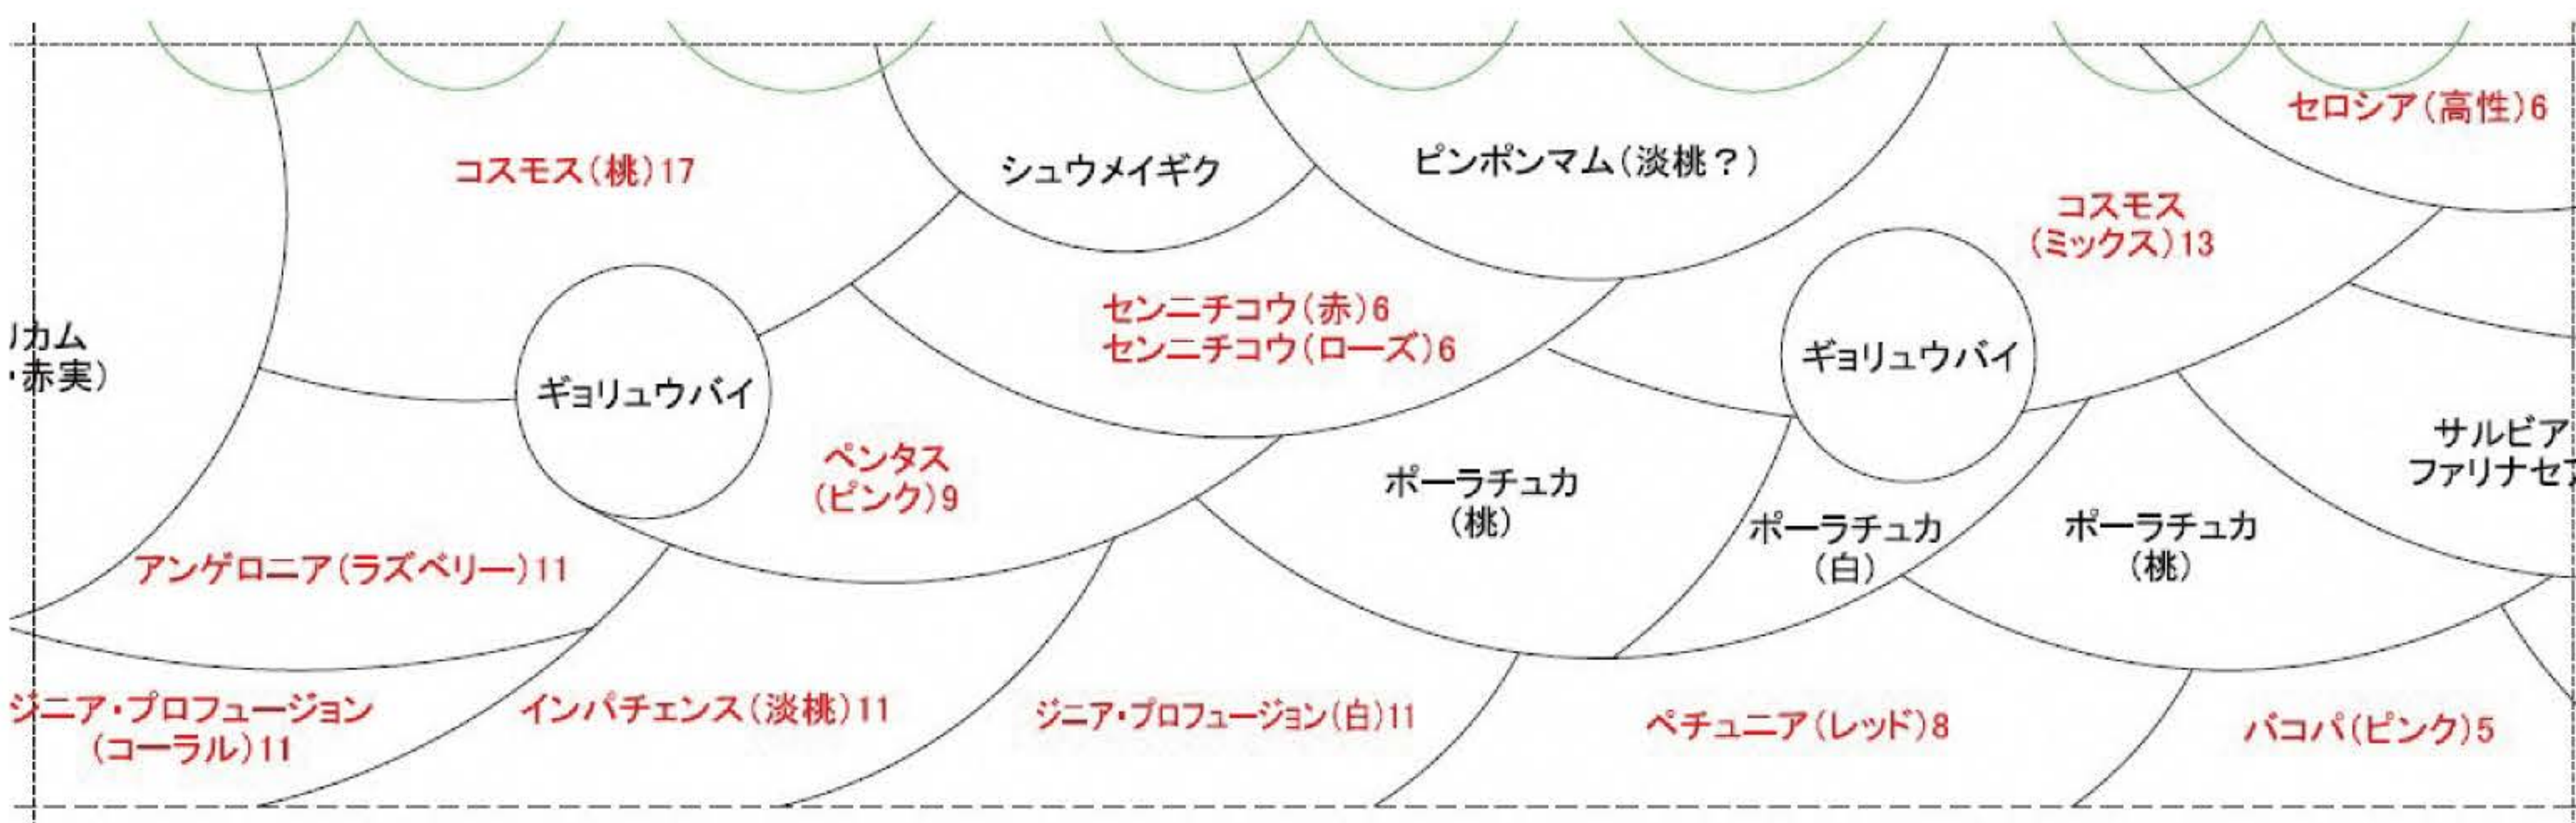 セロシア（高性）6
コスモス（桃）17
シュウメイギク
ピンポンマム（淡桃？）
コスモス
（ミックス）13
センニチコウ（赤）6
センニチコウ（ローズ）6
リカム
・赤実）
ギョリュウバイ
ギョリュウバイ
ペンタス
（ピンク）9
ポーラチュカ
（桃）
サルビア
ファリナセ
ポーラチュカ
（白）
ポーラチュカ
（桃）
アンゲロニア（ラズベリー）11
ジニア・プロフュージョン
（コーラル）11
インパチェンス（淡桃）11
ジニア・プロフュージョン（白）11
ペチュニア（レッド）8
バコパ（ピンク）5